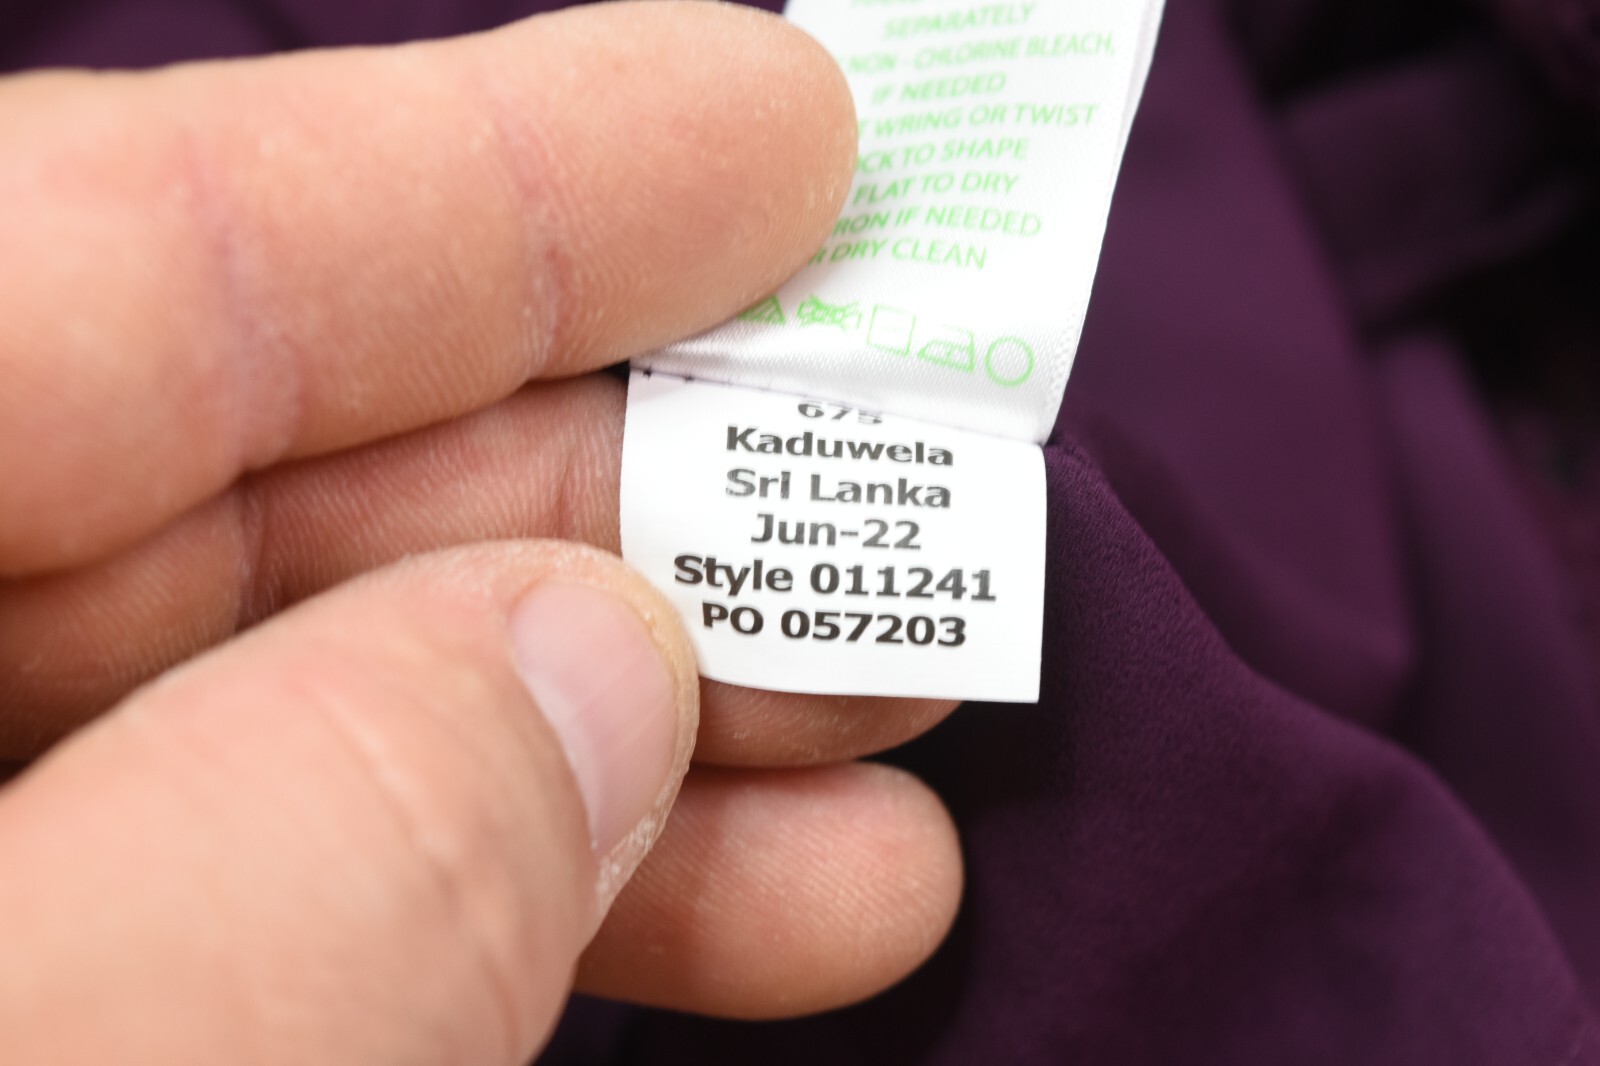 SEPARATELY
NON - CHLORINE BLEACH,
IF NEEDED
WRING OR TWIST
TO SHAPE
FLAT TO DRY
IF NEEDED
DRY CLEAN
675
Kaduwela
Sri Lanka
Jun-22
Style 011241
PO 057203